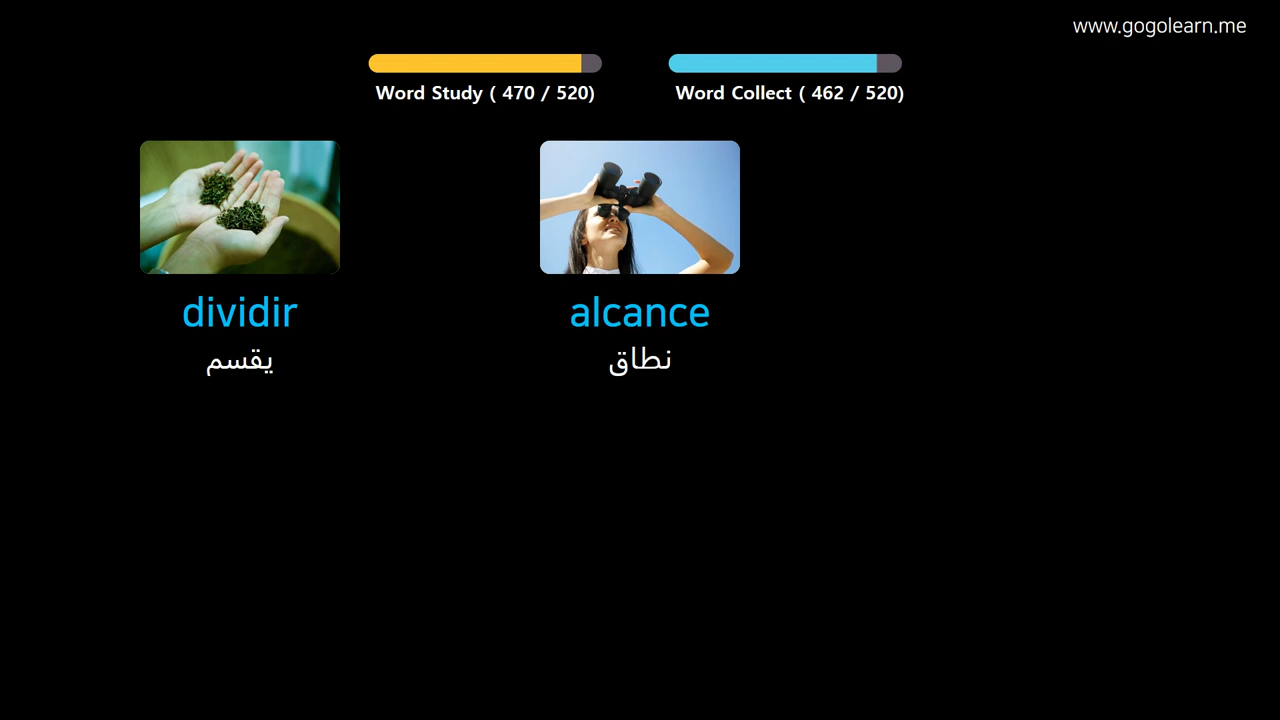 www.gogolearn.me
Word Study ( 470 / 520)
Word Collect ( 462 / 520)
dividir
يقسم
alcance
نطاق